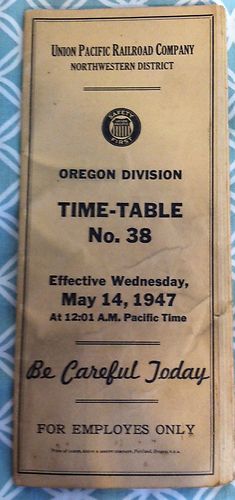 UNION PACIFIC RAILROAD COMPANY
NORTHWESTERN DISTRICT
SAFETY
FIRST
OREGON DIVISION
TIME-TABLE
No. 38
Effective Wednesday,
May 14, 1947
At 12:01 A.M. Pacific Time
Be Careful Today
FOR EMPLOYES ONLY